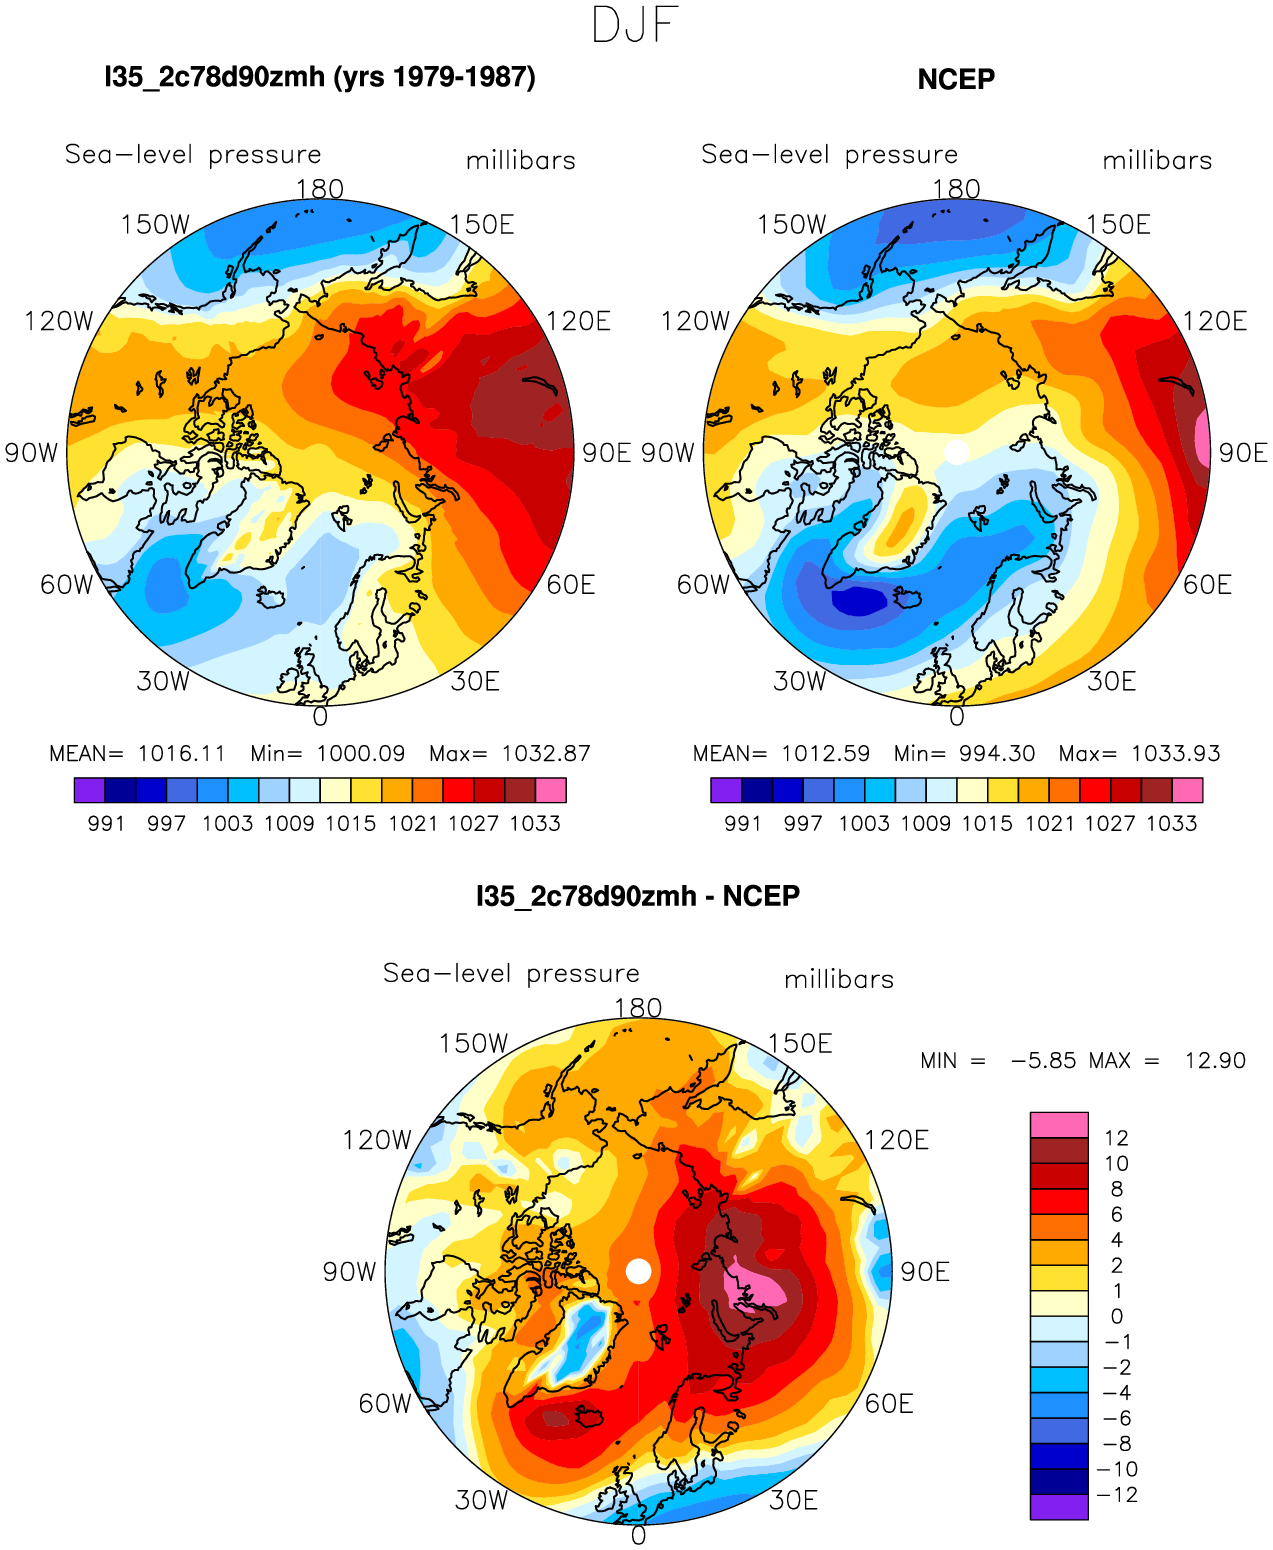 DJF
I35_2c78d90zmh (yrs 1979-1987)
NCEP
Sea-level pressure
millibars
Sea-level pressure
millibars
180
150W
150E
120W
120E
90W
90E
60W
60E
30W
30E
0
180
150W
150E
120W
120E
90W
90E
60W
60E
30W
30E
0
MEAN= 1016.11 Min= 1000.09 Max= 1032.87
991 997 1003 1009 1015 1021 1027 1033
MEAN= 1012.59 Min= 994.30 Max= 1033.93
991 997 1003 1009 1015 1021 1027 1033
I35_2c78d90zmh - NCEP
Sea-level pressure
millibars
180
150W
150E
120W
120E
90W
90E
60W
60E
30W
30E
0
MIN = -5.85 MAX = 12.90
12
10
8
6
4
2
1
0
-1
-2
-4
-6
-8
-10
-12